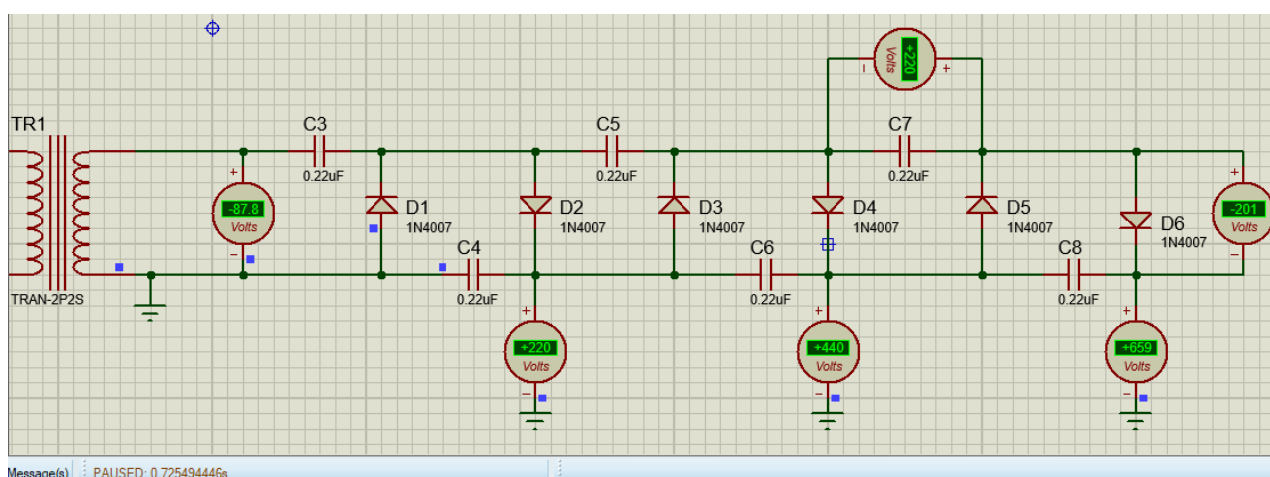 +220
Volts
TR1
C3
C5
C7
0.22uF
0.22uF
0.22uF
-87.8
Volts
D1
1N4007
D2
1N4007
D3
1N4007
D4
1N4007
D5
1N4007
D6
1N4007
-201
Volts
C4
C6
C8
0.22uF
0.22uF
0.22uF
TRAN-2P2S
+220
Volts
+440
Volts
+659
Volts
Message(s)
PAUSED: 0.725494446s